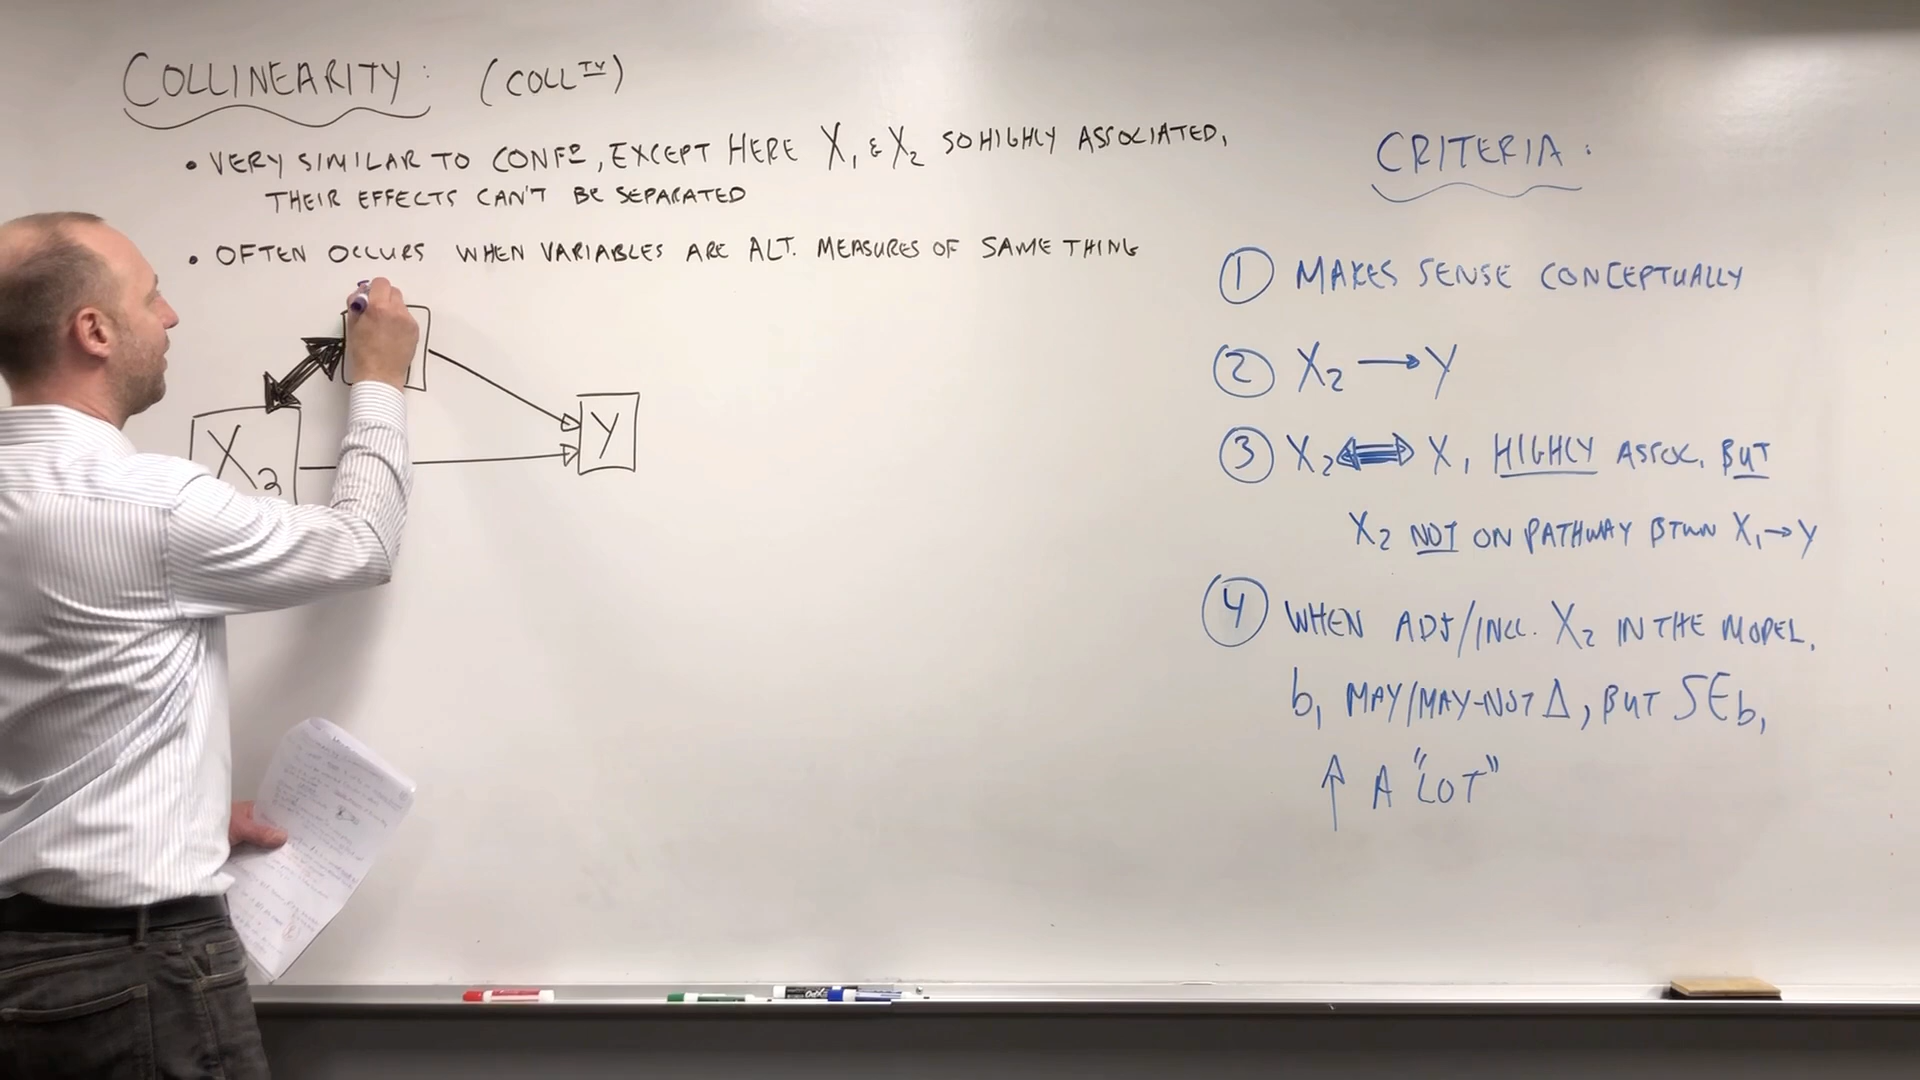 COLLINEARITY: (COLLTY)
• VERY SIMILAR TO CONFG, EXCEPT HERE X1 & X2 SO HIGHLY ASSOCIATED,
THEIR EFFECTS CAN'T BE SEPARATED
• OFTEN OCCURS WHEN VARIABLES ARE ALT. MEASURES OF SAME THING
X2
Y
CRITERIA:
① MAKES SENSE CONCEPTUALLY
② X2 → Y
③ X2 ⟺ X1 HIGHLY ASSOC. BUT
X2 NOT ON PATHWAY BTWN X1→Y
④ WHEN ADJ/INCL. X2 IN THE MODEL,
b1 MAY/MAY-NOT Δ, BUT SEb1
↑ A "LOT"